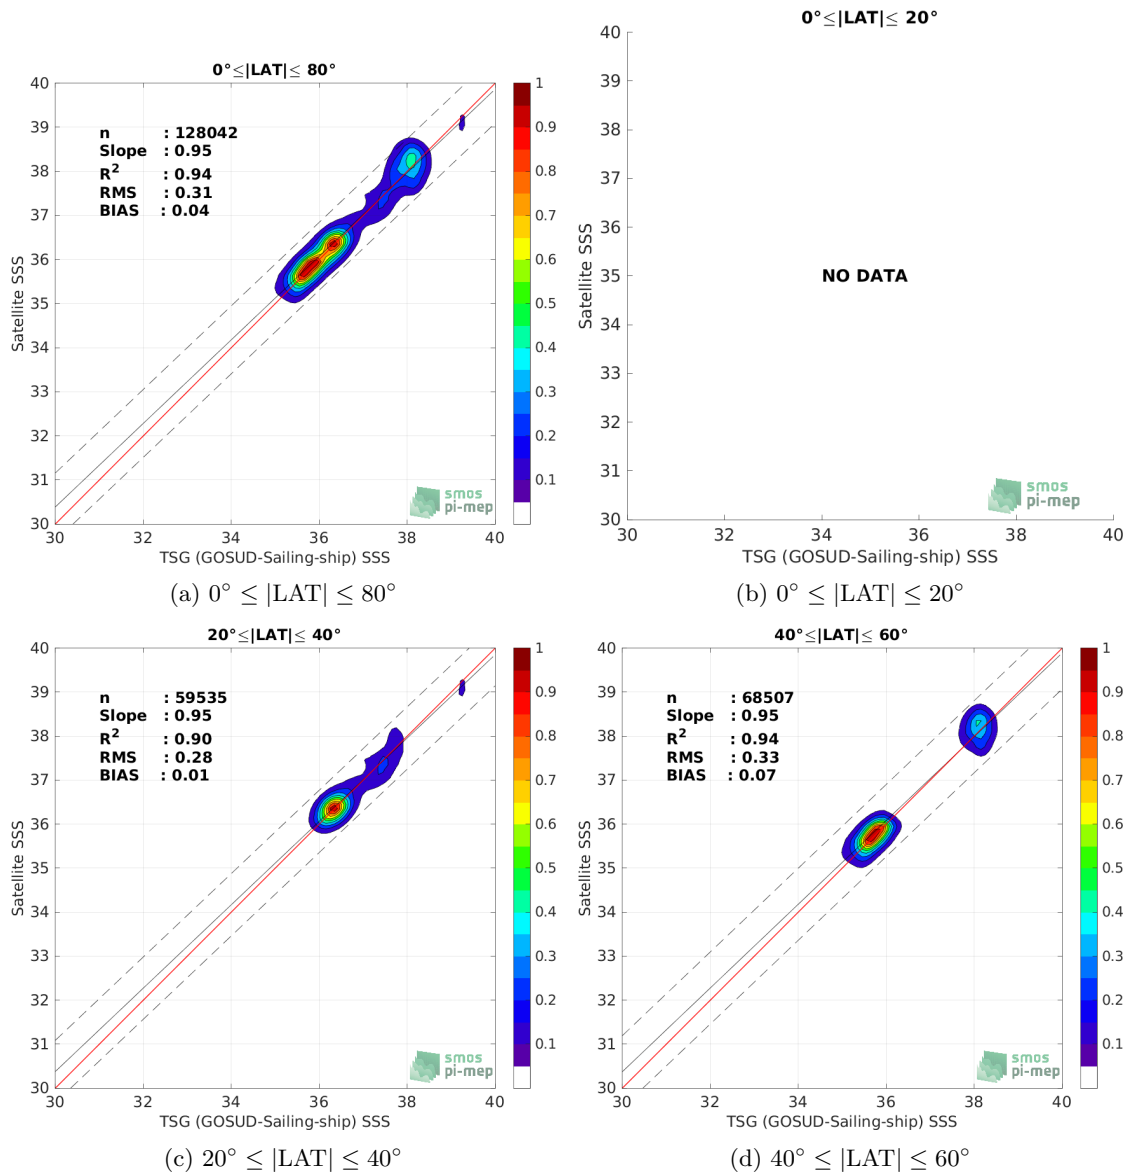 0°≤|LAT|≤ 80°
n : 128042
Slope : 0.95
R2 : 0.94
RMS : 0.31
BIAS : 0.04
Satellite SSS
40
39
38
37
36
35
34
33
32
31
30
30 32 34 36 38 40
TSG (GOSUD-Sailing-ship) SSS
1
0.9
0.8
0.7
0.6
0.5
0.4
0.3
0.2
0.1
smos
pi-mep
(a) 0° ≤ |LAT| ≤ 80°
0°≤|LAT|≤ 20°
NO DATA
Satellite SSS
40
39
38
37
36
35
34
33
32
31
30
30 32 34 36 38 40
TSG (GOSUD-Sailing-ship) SSS
smos
pi-mep
(b) 0° ≤ |LAT| ≤ 20°
20°≤|LAT|≤ 40°
n : 59535
Slope : 0.95
R2 : 0.90
RMS : 0.28
BIAS : 0.01
Satellite SSS
40
39
38
37
36
35
34
33
32
31
30
30 32 34 36 38 40
TSG (GOSUD-Sailing-ship) SSS
1
0.9
0.8
0.7
0.6
0.5
0.4
0.3
0.2
0.1
smos
pi-mep
(c) 20° ≤ |LAT| ≤ 40°
40°≤|LAT|≤ 60°
n : 68507
Slope : 0.95
R2 : 0.94
RMS : 0.33
BIAS : 0.07
Satellite SSS
40
39
38
37
36
35
34
33
32
31
30
30 32 34 36 38 40
TSG (GOSUD-Sailing-ship) SSS
1
0.9
0.8
0.7
0.6
0.5
0.4
0.3
0.2
0.1
smos
pi-mep
(d) 40° ≤ |LAT| ≤ 60°